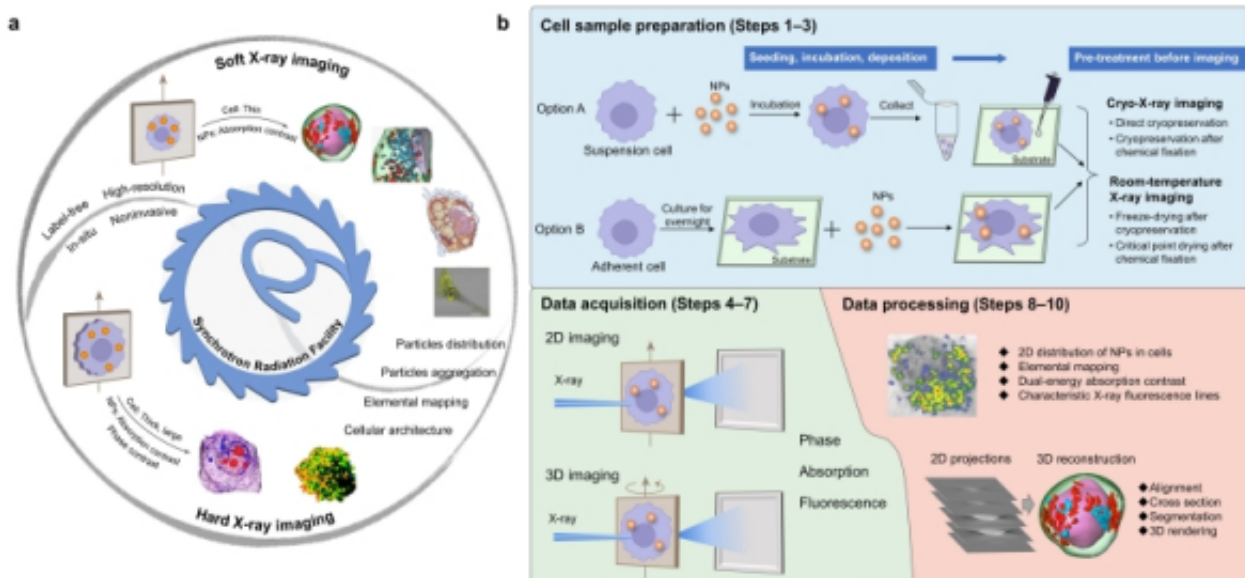 a
Soft X-ray imaging
Cell: Thin
NPs: Absorption contrast
Label-free
High-resolution
In-situ
Noninvasive
Synchrotron Radiation Facility
Particles distribution
Particles aggregation
Elemental mapping
Cellular architecture
Cell: Thick, large
NPs: Absorption contrast
Phase contrast
Hard X-ray imaging
b
Cell sample preparation (Steps 1–3)
Seeding, incubation, deposition
Pre-treatment before imaging
Option A
Suspension cell
NPs
Incubation
Collect
Substrate
Cryo-X-ray imaging
• Direct cryopreservation
• Cryopreservation after
chemical fixation
Option B
Adherent cell
Culture for
overnight
Substrate
NPs
Room-temperature
X-ray imaging
• Freeze-drying after
cryopreservation
• Critical point drying after
chemical fixation
Data acquisition (Steps 4–7)
2D imaging
X-ray
3D imaging
X-ray
Phase
Absorption
Fluorescence
Data processing (Steps 8–10)
◆ 2D distribution of NPs in cells
◆ Elemental mapping
◆ Dual-energy absorption contrast
◆ Characteristic X-ray fluorescence lines
2D projections
3D reconstruction
◆ Alignment
◆ Cross section
◆ Segmentation
◆ 3D rendering